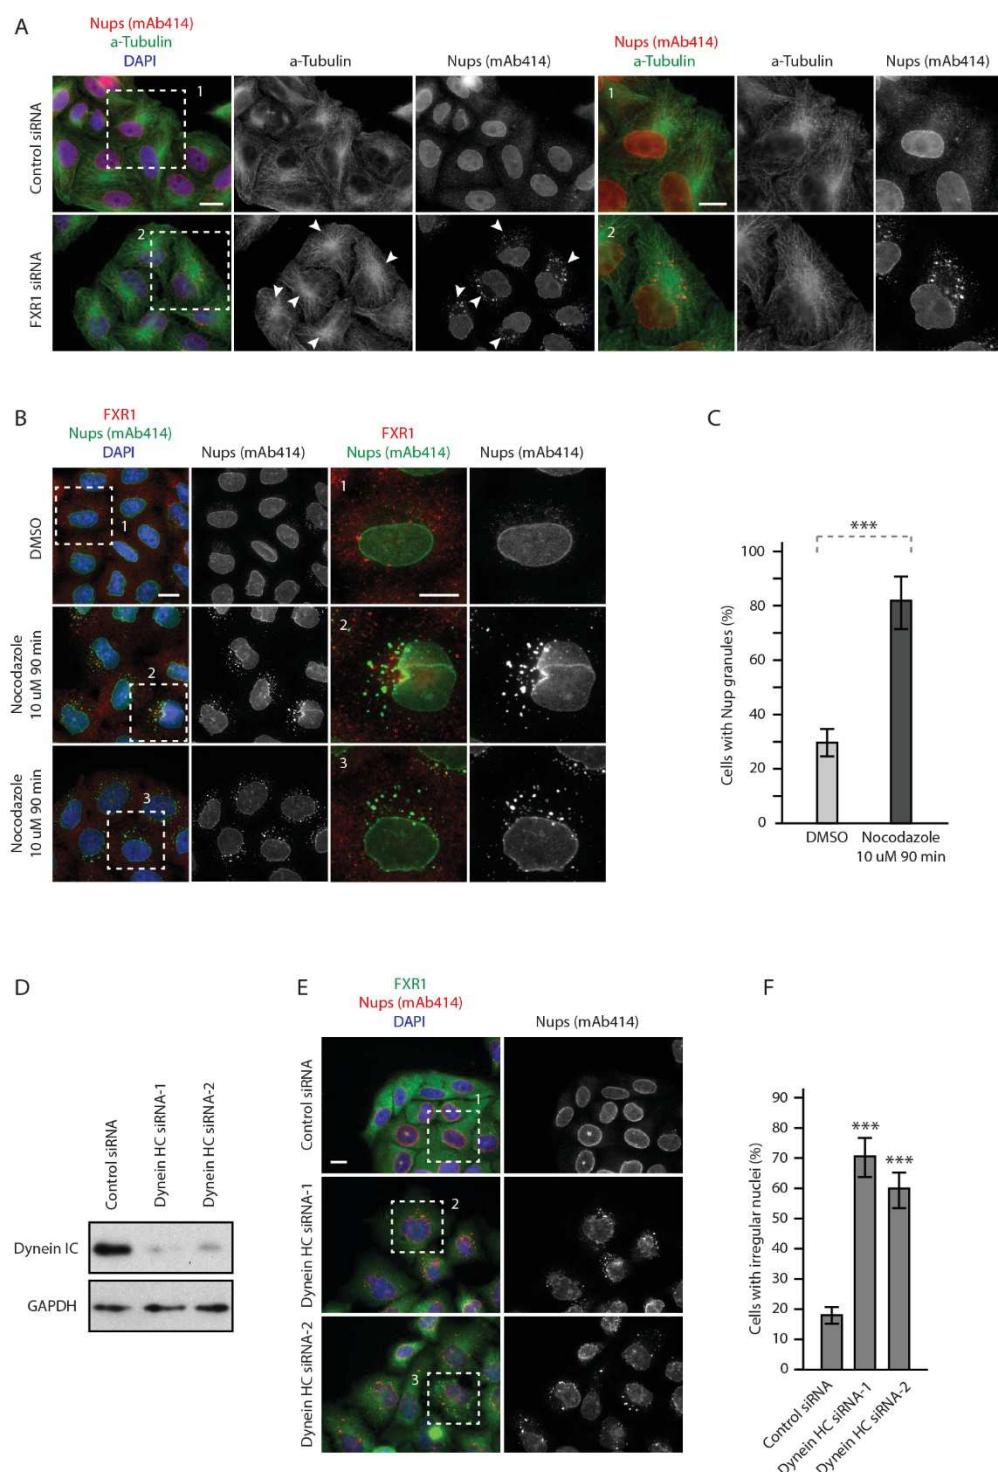 A
Nups (mAb414)
a-Tubulin
DAPI
a-Tubulin
Nups (mAb414)
Nups (mAb414)
a-Tubulin
a-Tubulin
Nups (mAb414)
Control siRNA
1
1
FXR1 siRNA
2
2
B
FXR1
Nups (mAb414)
DAPI
Nups (mAb414)
FXR1
Nups (mAb414)
Nups (mAb414)
DMSO
1
1
Nocodazole
10 uM 90 min
2
2
Nocodazole
10 uM 90 min
3
3
C
***
Cells with Nup granules (%)
100
80
60
40
20
0
DMSO
Nocodazole
10 uM 90 min
D
Control siRNA
Dynein HC siRNA-1
Dynein HC siRNA-2
Dynein IC
GAPDH
E
FXR1
Nups (mAb414)
DAPI
Nups (mAb414)
Control siRNA
1
Dynein HC siRNA-1
2
Dynein HC siRNA-2
3
F
Cells with irregular nuclei (%)
90
80
70
60
50
40
30
20
10
0
***
***
Control siRNA
Dynein HC siRNA-1
Dynein HC siRNA-2